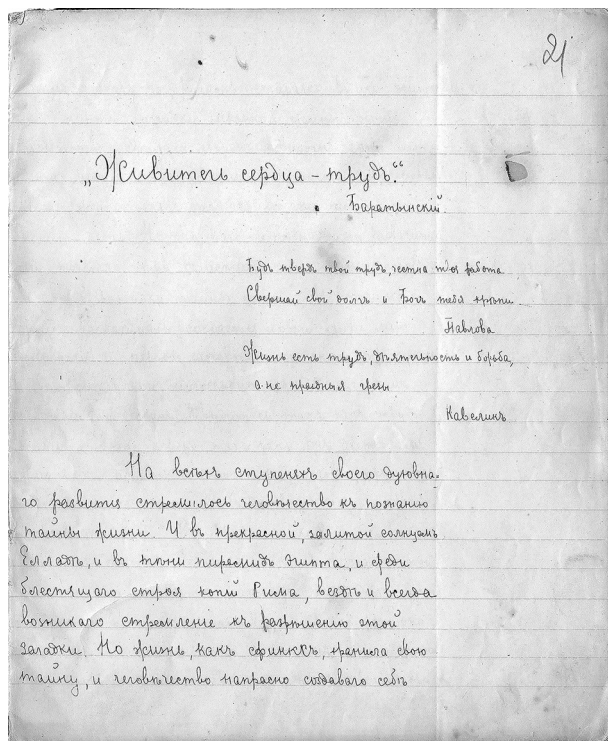 21
„Живитель сердца – трудъ."
Баратынскій.
Будь твердъ твой трудъ, честна твоя работа
Свершай свой долгъ и Богъ тебя храни.
Павлова
Жизнь есть трудъ, дѣятельность и борьба,
а не праздныя грезы
Кавелинъ
На всѣхъ ступеняхъ своего духовна-
го развитія стремилось человѣчество къ познанію
тайны жизни. И въ прекрасной, залитой солнцемъ
Элладѣ, и въ тѣни пирамидъ Египта, и среди
блестящаго строя копій Рима, вездѣ и всегда
возникало стремленіе къ разрѣшенію этой
загадки. Но жизнь, какъ сфинксъ, хранила свою
тайну, и человѣчество напрасно создавало себѣ